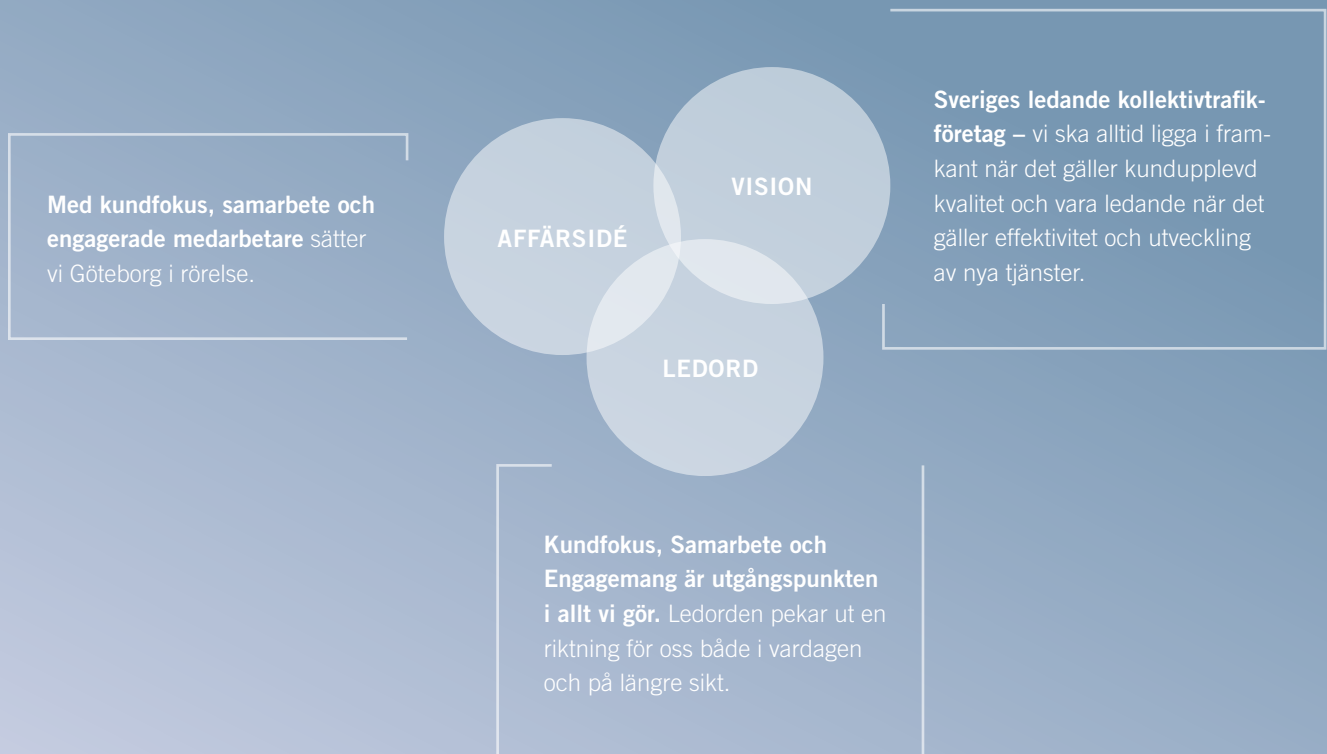 Med kundfokus, samarbete och
engagerade medarbetare sätter
vi Göteborg i rörelse.
AFFÄRSIDÉ
VISION
LEDORD
Sveriges ledande kollektivtrafik-
företag – vi ska alltid ligga i fram-
kant när det gäller kundupplevd
kvalitet och vara ledande när det
gäller effektivitet och utveckling
av nya tjänster.
Kundfokus, Samarbete och
Engagemang är utgångspunkten
i allt vi gör. Ledorden pekar ut en
riktning för oss både i vardagen
och på längre sikt.